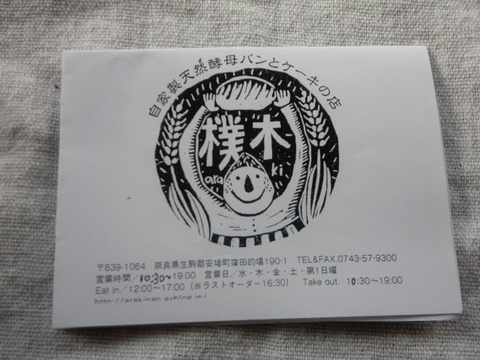 自家製天然酵母パンとケーキの店
樸木
araki
〒639-1064 奈良県生駒郡安堵町窪田的場190-1 TEL&FAX.0743-57-9300
営業時間/10:30~19:00 営業日/水・木・金・土・第1日曜
Eat in/12:00~17:00(※ラストオーダー16:30) Take out. 10:30~19:00
http://arakipan.exblog.jp/